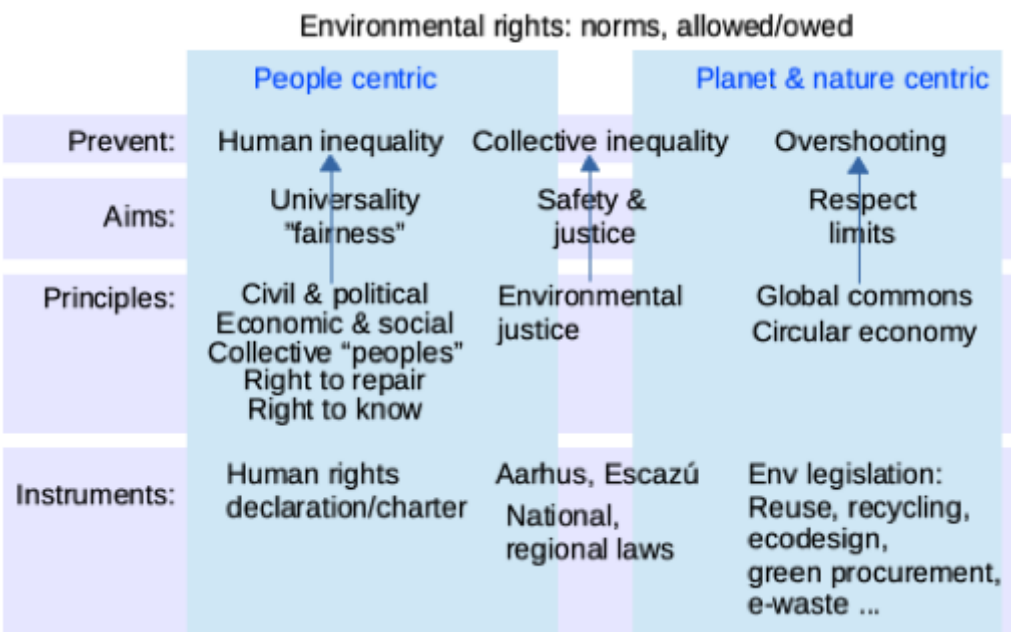 Environmental rights: norms, allowed/owed
People centric
Planet & nature centric
Prevent:
Human inequality
Collective inequality
Overshooting
Aims:
Universality
"fairness"
Safety &
justice
Respect
limits
Principles:
Civil & political
Economic & social
Collective “peoples”
Right to repair
Right to know
Environmental
justice
Global commons
Circular economy
Instruments:
Human rights
declaration/charter
Aarhus, Escazú
National,
regional laws
Env legislation:
Reuse, recycling,
ecodesign,
green procurement,
e-waste ...